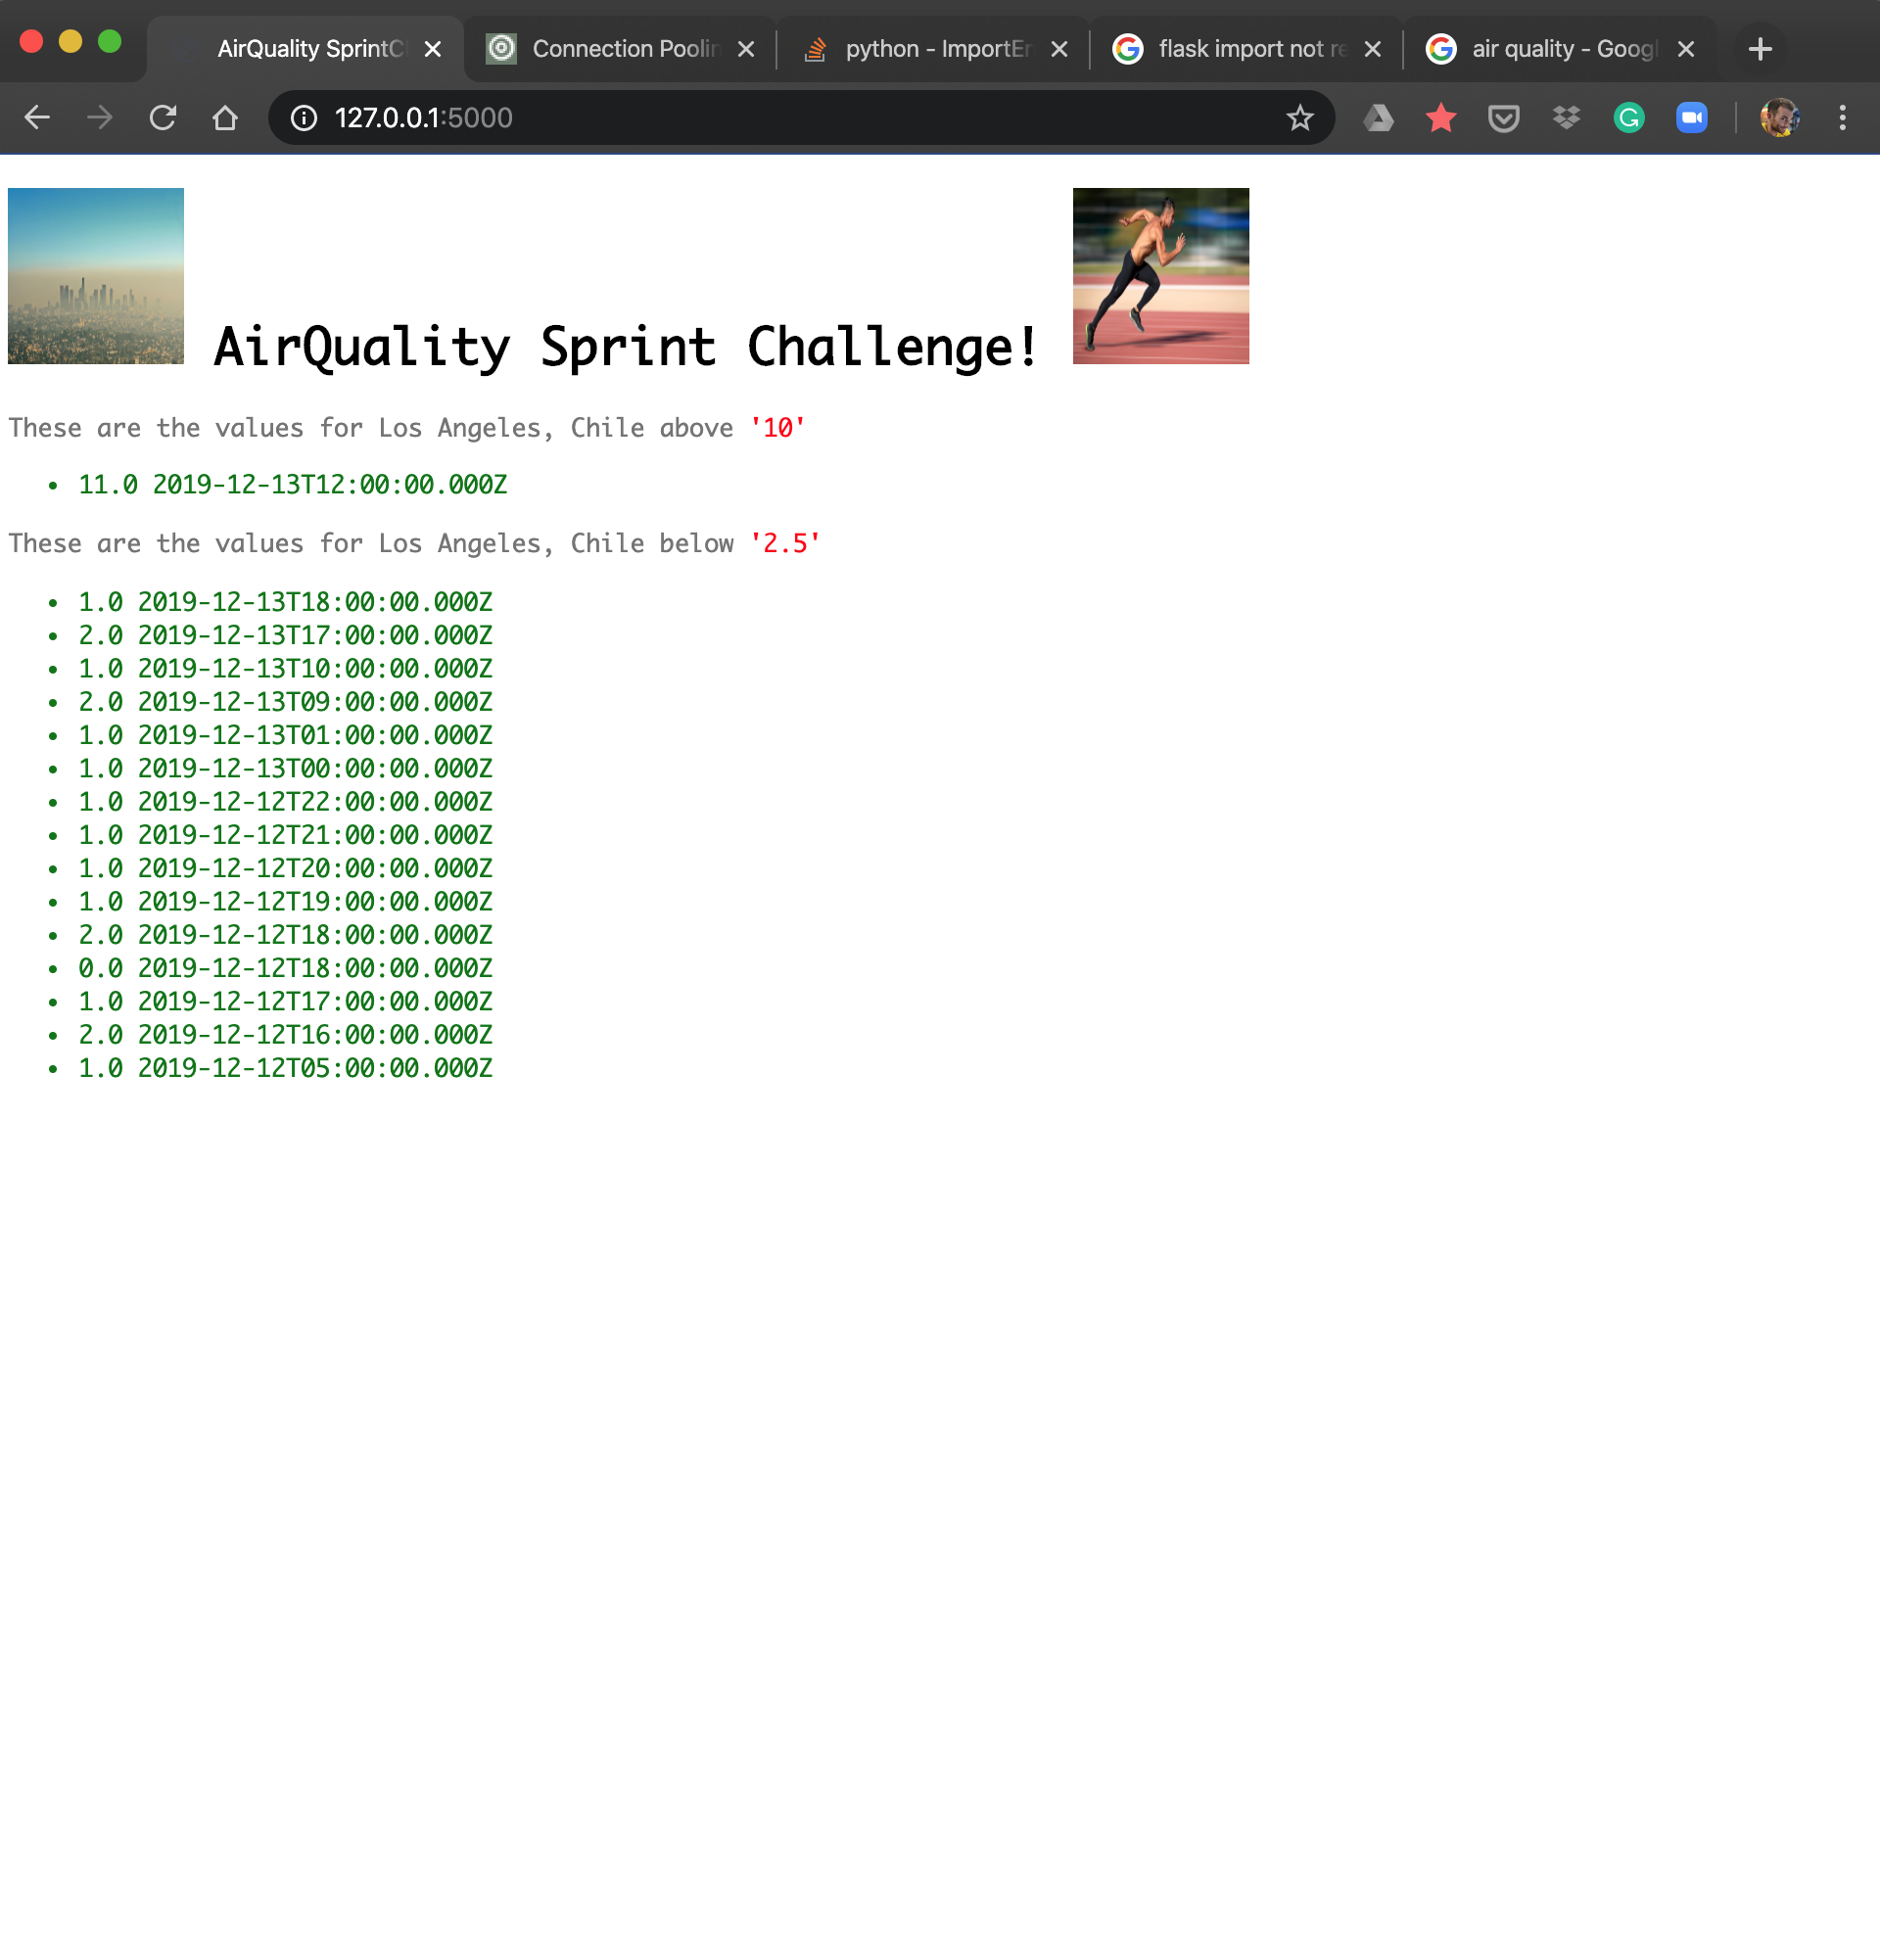 AirQuality SprintC
Connection Poolin
python - ImportEr
flask import not re
air quality - Googl
127.0.0.1:5000
AirQuality Sprint Challenge!
These are the values for Los Angeles, Chile above '10'
• 11.0 2019-12-13T12:00:00.000Z
These are the values for Los Angeles, Chile below '2.5'
• 1.0 2019-12-13T18:00:00.000Z
• 2.0 2019-12-13T17:00:00.000Z
• 1.0 2019-12-13T10:00:00.000Z
• 2.0 2019-12-13T09:00:00.000Z
• 1.0 2019-12-13T01:00:00.000Z
• 1.0 2019-12-13T00:00:00.000Z
• 1.0 2019-12-12T22:00:00.000Z
• 1.0 2019-12-12T21:00:00.000Z
• 1.0 2019-12-12T20:00:00.000Z
• 1.0 2019-12-12T19:00:00.000Z
• 2.0 2019-12-12T18:00:00.000Z
• 0.0 2019-12-12T18:00:00.000Z
• 1.0 2019-12-12T17:00:00.000Z
• 2.0 2019-12-12T16:00:00.000Z
• 1.0 2019-12-12T05:00:00.000Z